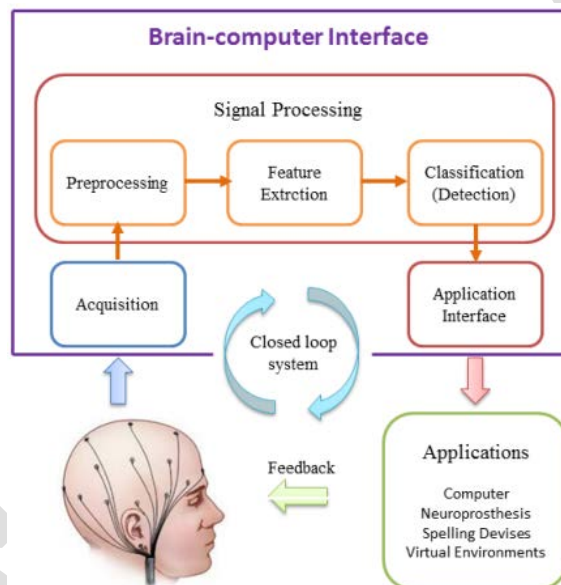 Brain-computer Interface
Signal Processing
Preprocessing
Feature
Extrction
Classification
(Detection)
Acquisition
Application
Interface
Closed loop
system
Feedback
Applications
Computer
Neuroprosthesis
Spelling Devises
Virtual Environments